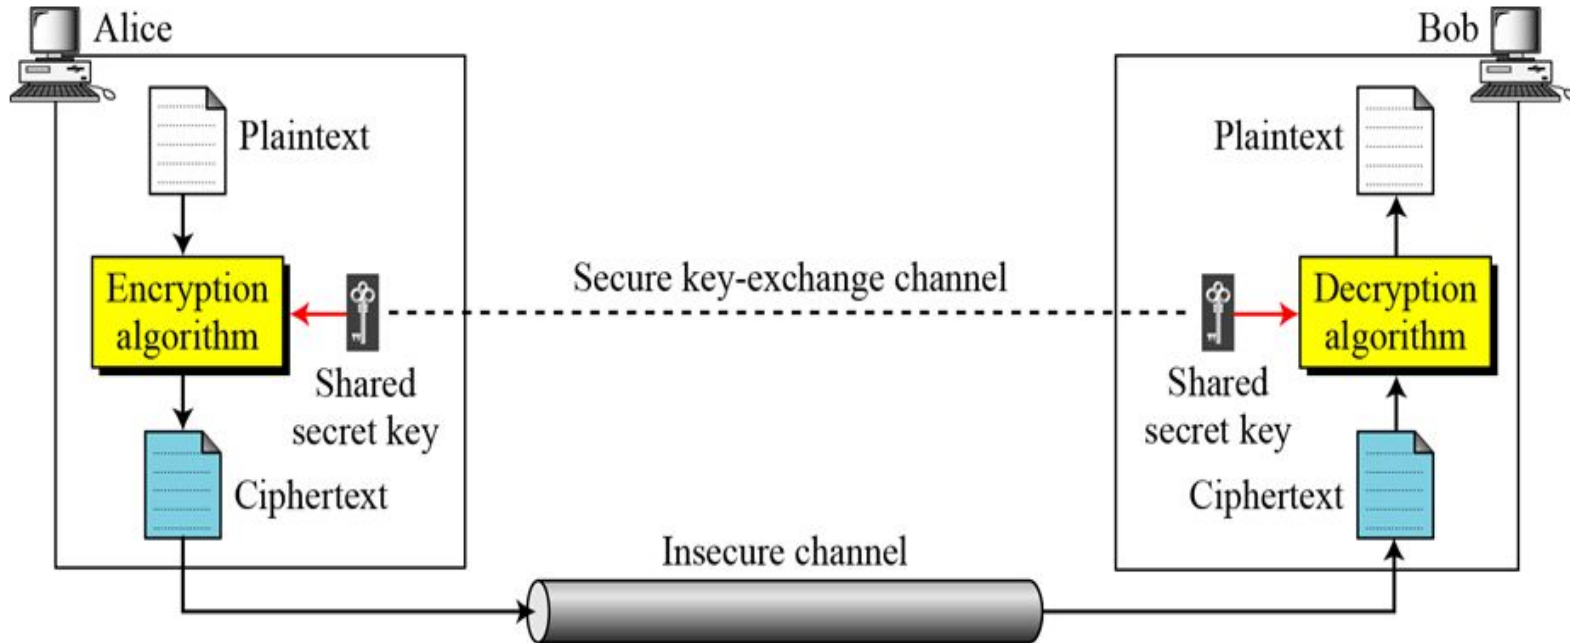 Alice
Bob
Plaintext
Plaintext
Encryption
algorithm
Secure key-exchange channel
Decryption
algorithm
Shared
secret key
Shared
secret key
Ciphertext
Ciphertext
Insecure channel